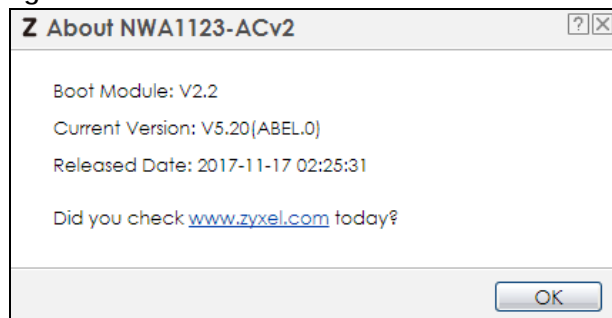 Z About NWA1123-ACv2 ? X
Boot Module: V2.2
Current Version: V5.20(ABEL.0)
Released Date: 2017-11-17 02:25:31
Did you check www.zyxel.com today?
OK